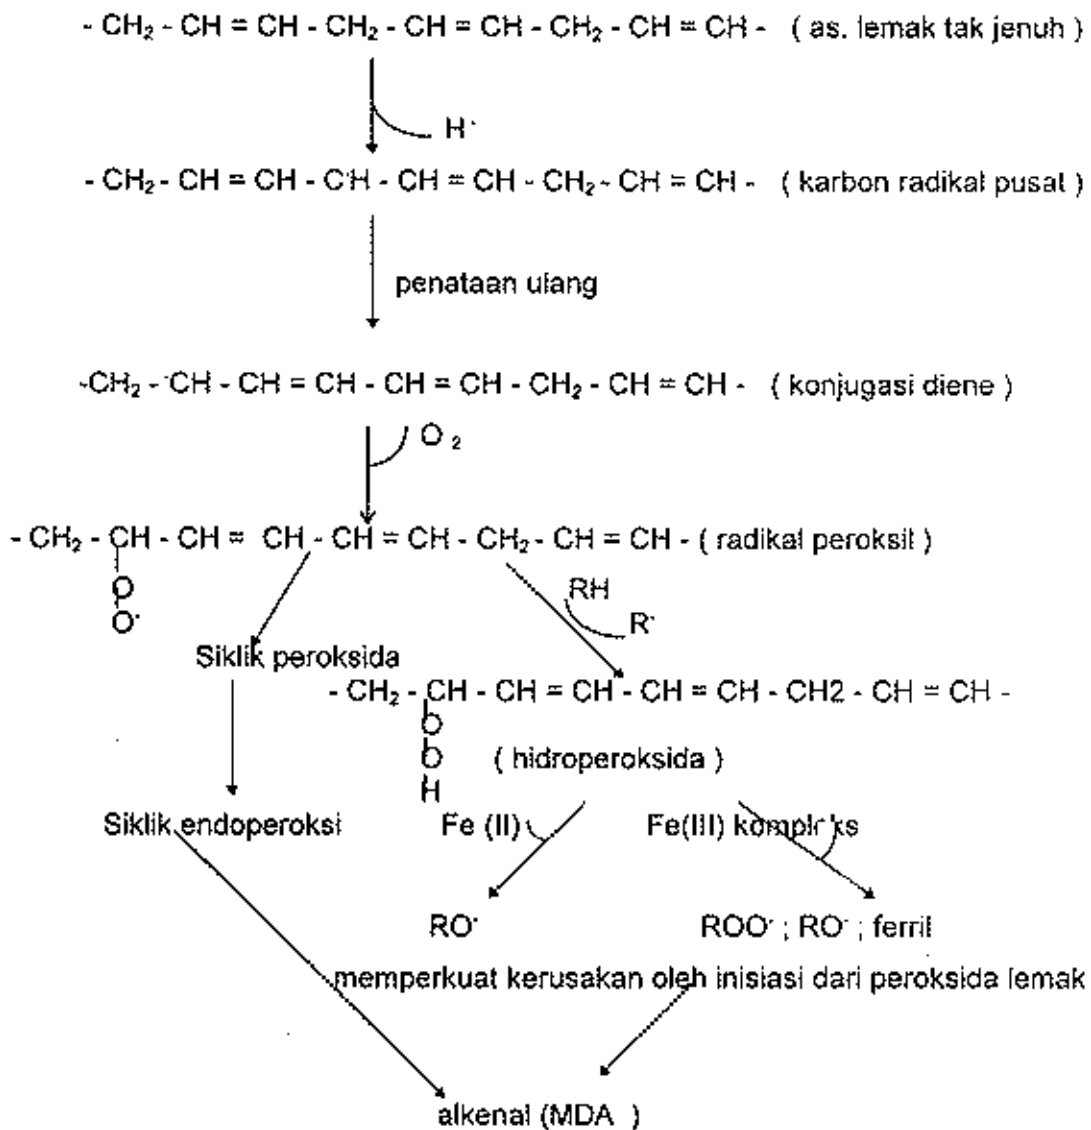 - CH₂ - CH = CH - CH₂ - CH = CH - CH₂ - CH = CH - ( as. lemak tak jenuh )
H·
- CH₂ - CH = CH - CH - CH = CH - CH₂ - CH = CH - ( karbon radikal pusat )
penataan ulang
-CH₂ - ·CH - CH = CH - CH = CH - CH₂ - CH = CH - ( konjugasi diene )
O ₂
- CH₂ - CH - CH = CH - CH = CH - CH₂ - CH = CH - ( radikal peroksil )
O
O·
RH
R·
Siklik peroksida
- CH₂ - CH - CH = CH - CH = CH - CH2 - CH = CH -
O
O
H
( hidroperoksida )
Siklik endoperoksi Fe (II) Fe(III) kompleks
RO· ROO· ; RO· ; ferril
memperkuat kerusakan oleh inisiasi dari peroksida lemak
alkenal (MDA )